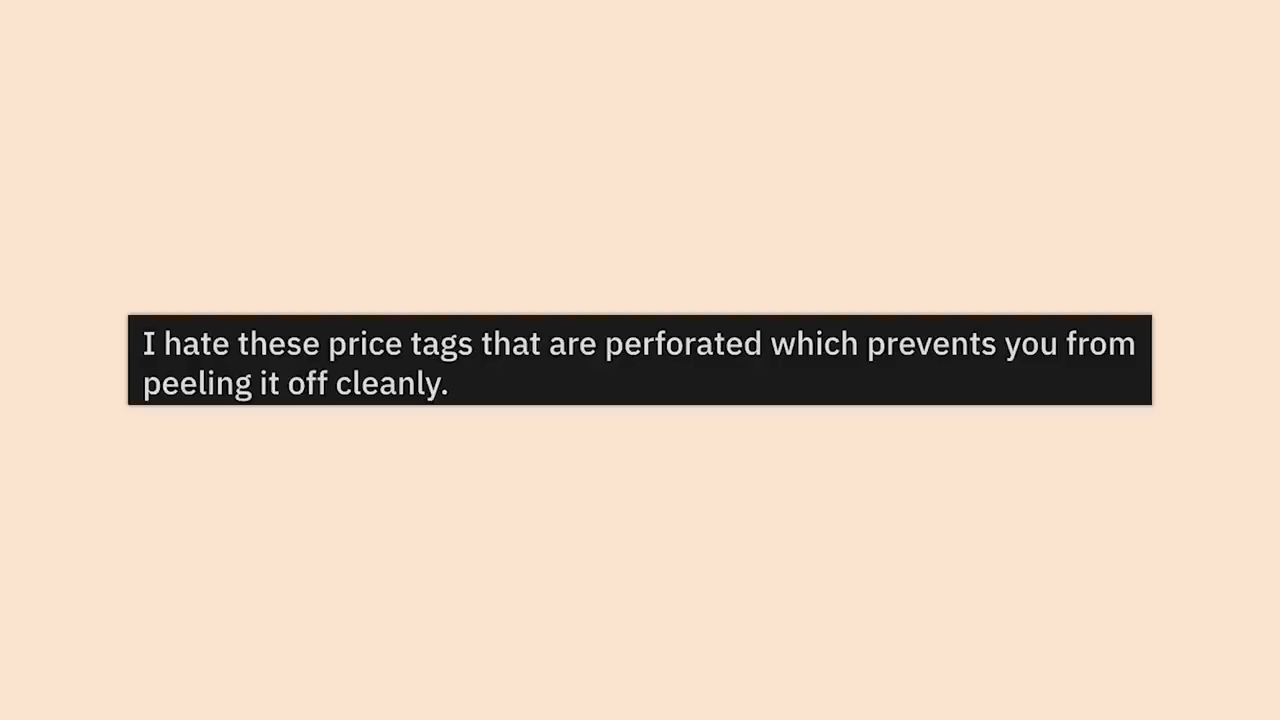 I hate these price tags that are perforated which prevents you from
peeling it off cleanly.